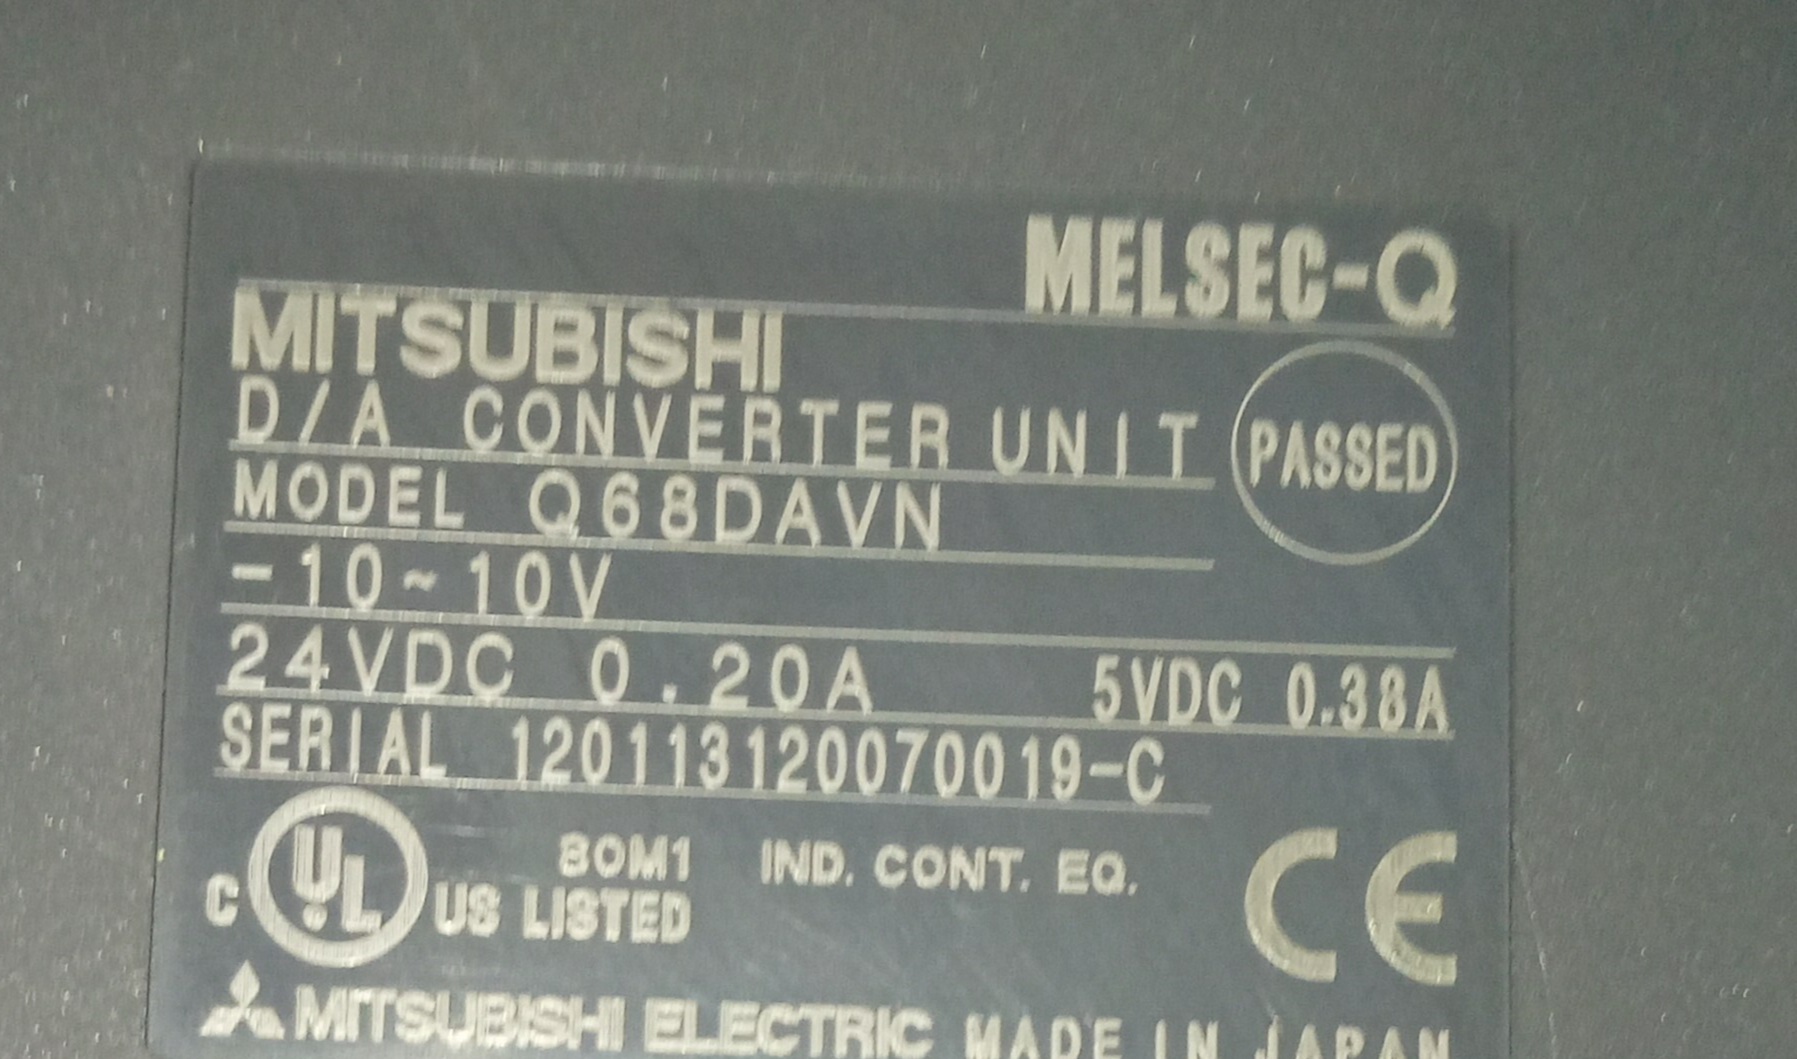 MELSEC-Q
MITSUBISHI
D/A CONVERTER UNIT
PASSED
MODEL Q68DAVN
-10~10V
24VDC 0.20A 5VDC 0.38A
SERIAL 120113120070019-C
80M1 IND. CONT. EQ.
C UL US LISTED
CE
MITSUBISHI ELECTRIC MADE IN JAPAN